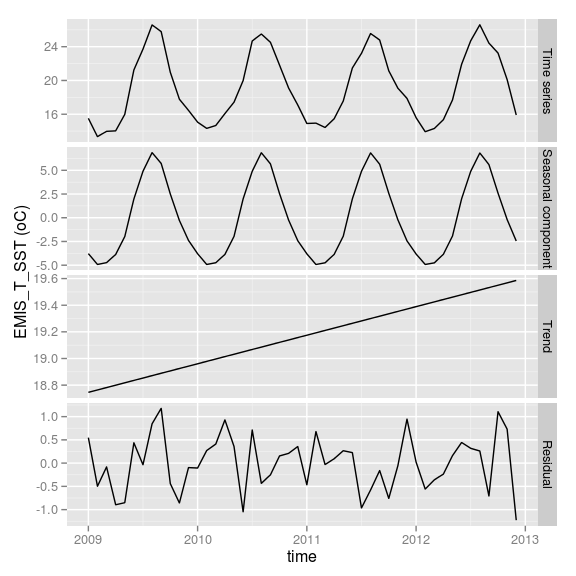 EMIS_T_SST (oC)
24
20
16
Time series
5.0
2.5
0.0
-2.5
-5.0
Seasonal component
19.6
19.4
19.2
19.0
18.8
Trend
1.0
0.5
0.0
-0.5
-1.0
Residual
2009 2010 2011 2012 2013
time